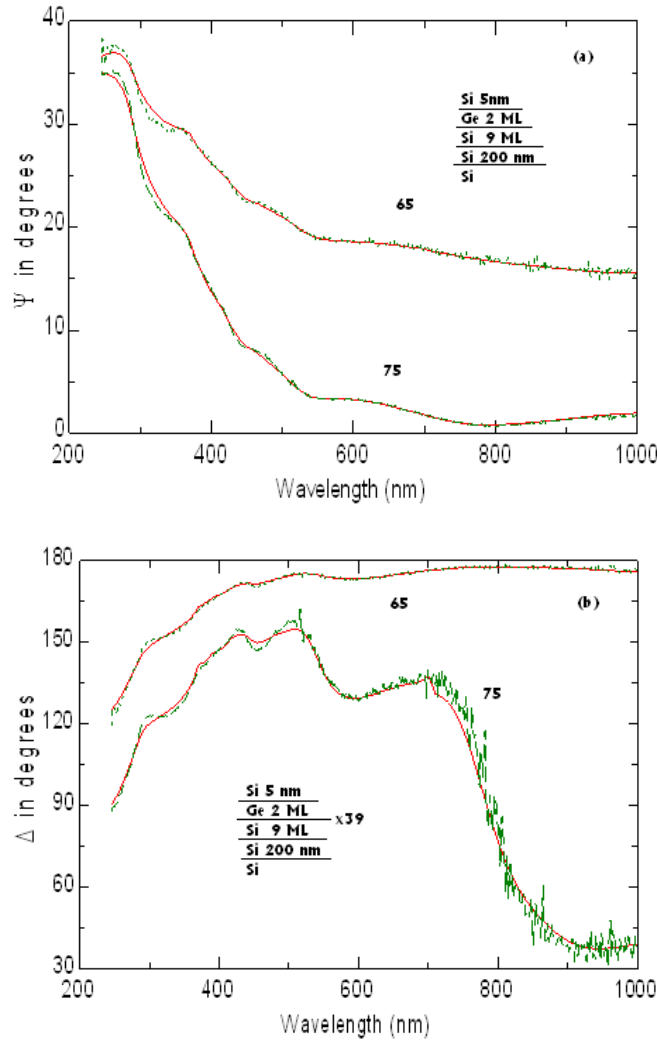 40
(a)
30
Si 5nm
Ge 2 ML
Si 9 ML
Si 200 nm
Si
20
65
10
75
0
200 400 600 800 1000
Ψ in degrees
Wavelength (nm)
180
(b)
150
65
120
75
90
Si 5 nm
Ge 2 ML
x39
Si 9 ML
Si 200 nm
Si
60
30
200 400 600 800 1000
Δ in degrees
Wavelength (nm)